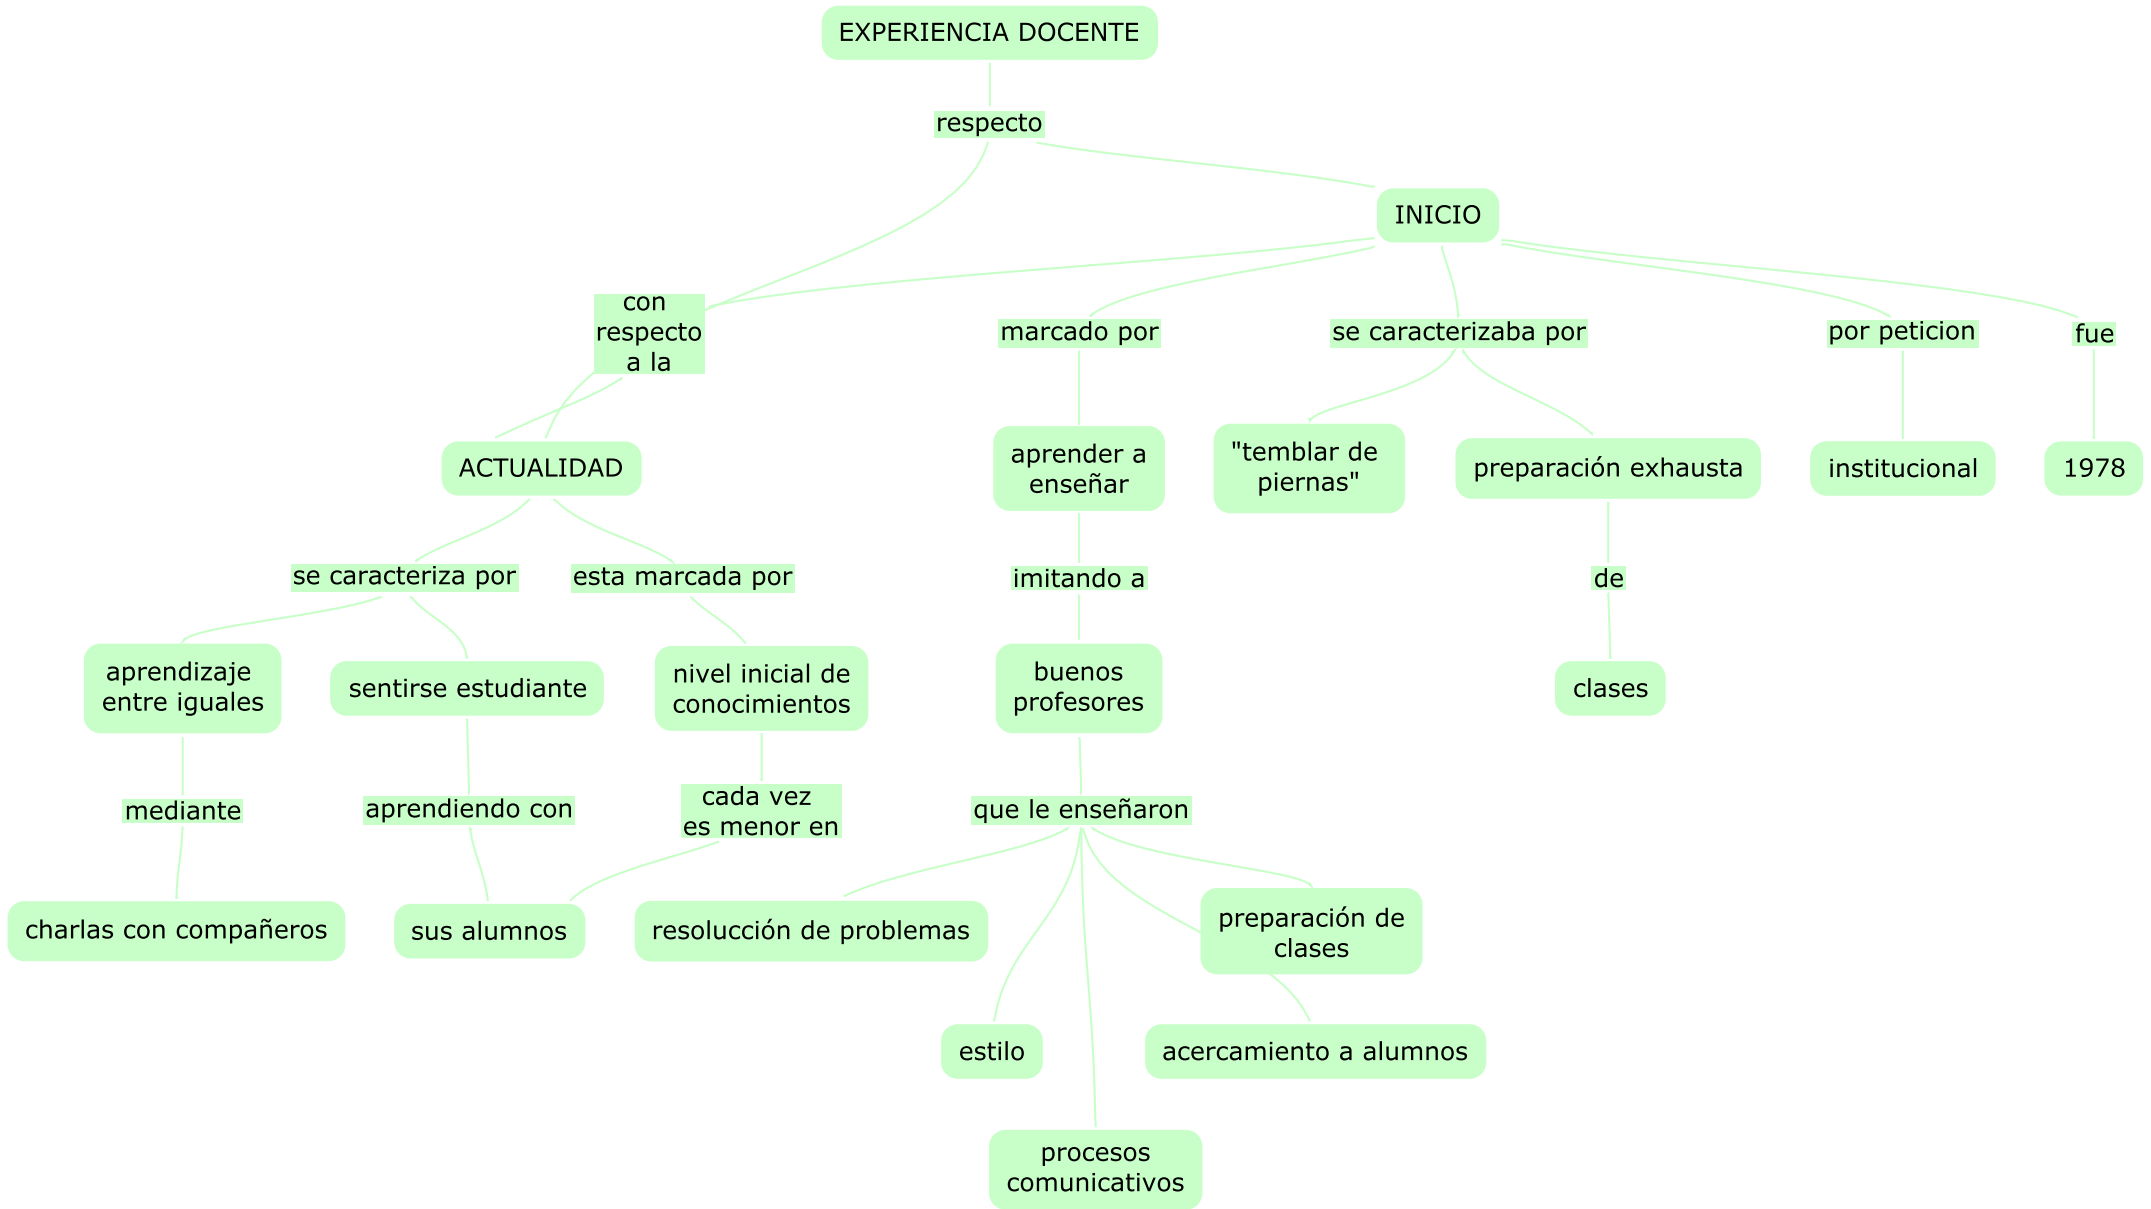 EXPERIENCIA DOCENTE
respecto
INICIO
con
respecto
a la
marcado por
se caracterizaba por
por peticion
fue
ACTUALIDAD
aprender a
enseñar
"temblar de
piernas"
preparación exhausta
institucional
1978
se caracteriza por
esta marcada por
imitando a
de
aprendizaje
entre iguales
sentirse estudiante
nivel inicial de
conocimientos
buenos
profesores
clases
mediante
aprendiendo con
cada vez
es menor en
que le enseñaron
charlas con compañeros
sus alumnos
resolucción de problemas
preparación de
clases
estilo
acercamiento a alumnos
procesos
comunicativos